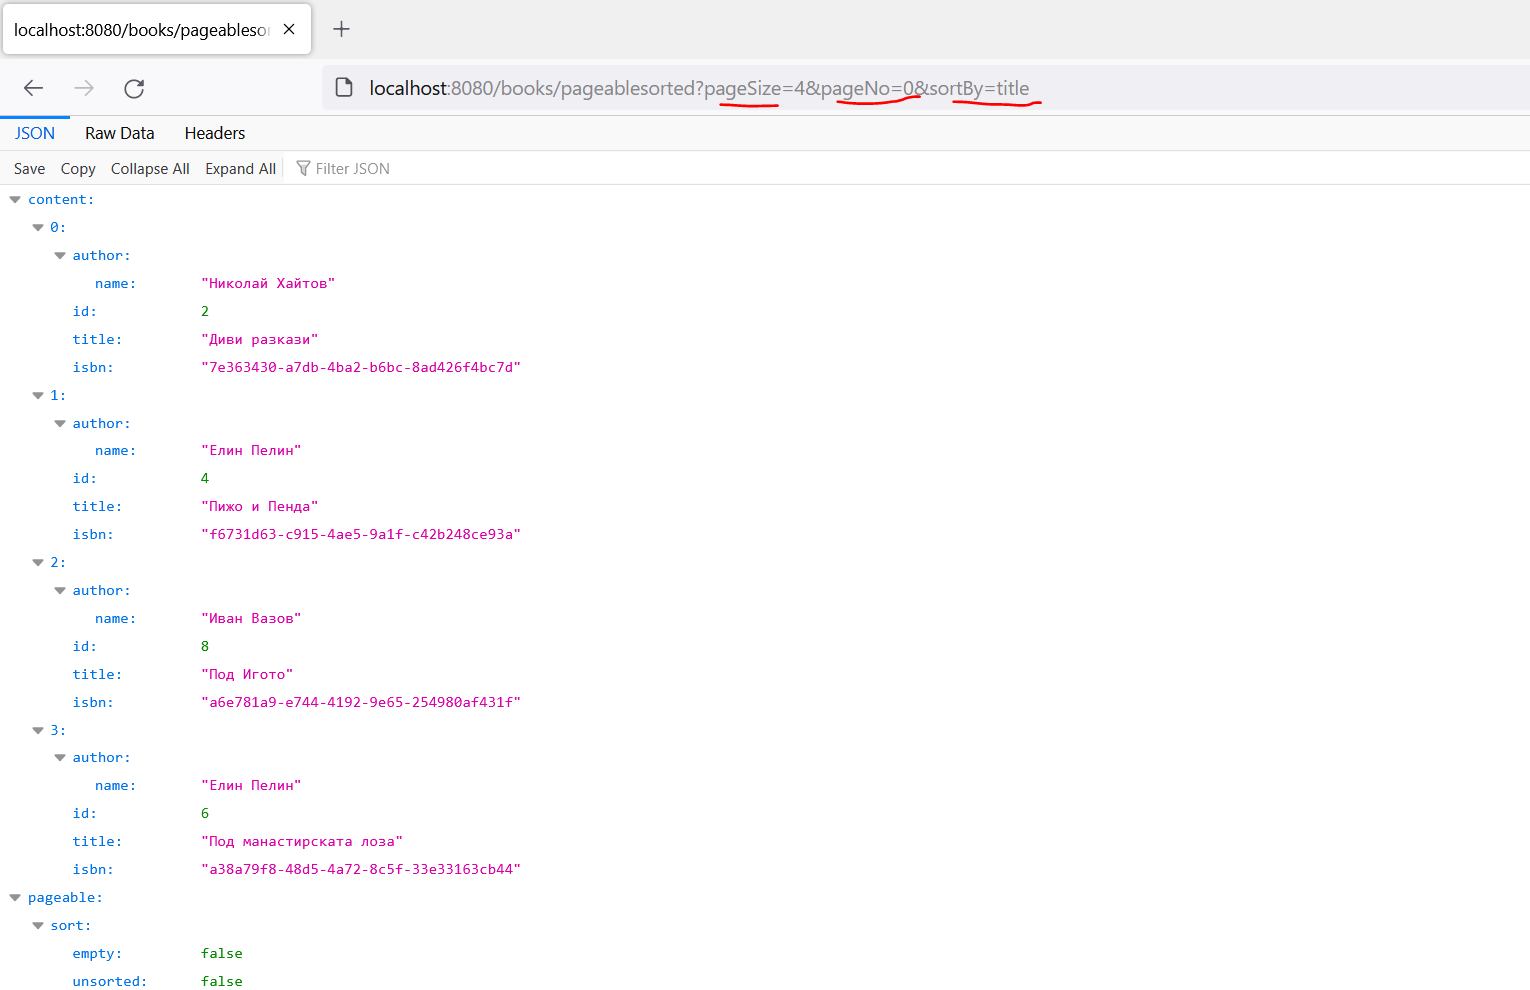 localhost:8080/books/pageablesor
localhost:8080/books/pageablesorted?pageSize=4&pageNo=0&sortBy=title
JSON Raw Data Headers
Save Copy Collapse All Expand All Filter JSON
content:
0:
author:
name: "Николай Хайтов"
id: 2
title: "Диви разкази"
isbn: "7e363430-a7db-4ba2-b6bc-8ad426f4bc7d"
1:
author:
name: "Елин Пелин"
id: 4
title: "Пижо и Пенда"
isbn: "f6731d63-c915-4ae5-9a1f-c42b248ce93a"
2:
author:
name: "Иван Вазов"
id: 8
title: "Под Игото"
isbn: "a6e781a9-e744-4192-9e65-254980af431f"
3:
author:
name: "Елин Пелин"
id: 6
title: "Под манастирската лоза"
isbn: "a38a79f8-48d5-4a72-8c5f-33e33163cb44"
pageable:
sort:
empty: false
unsorted: false